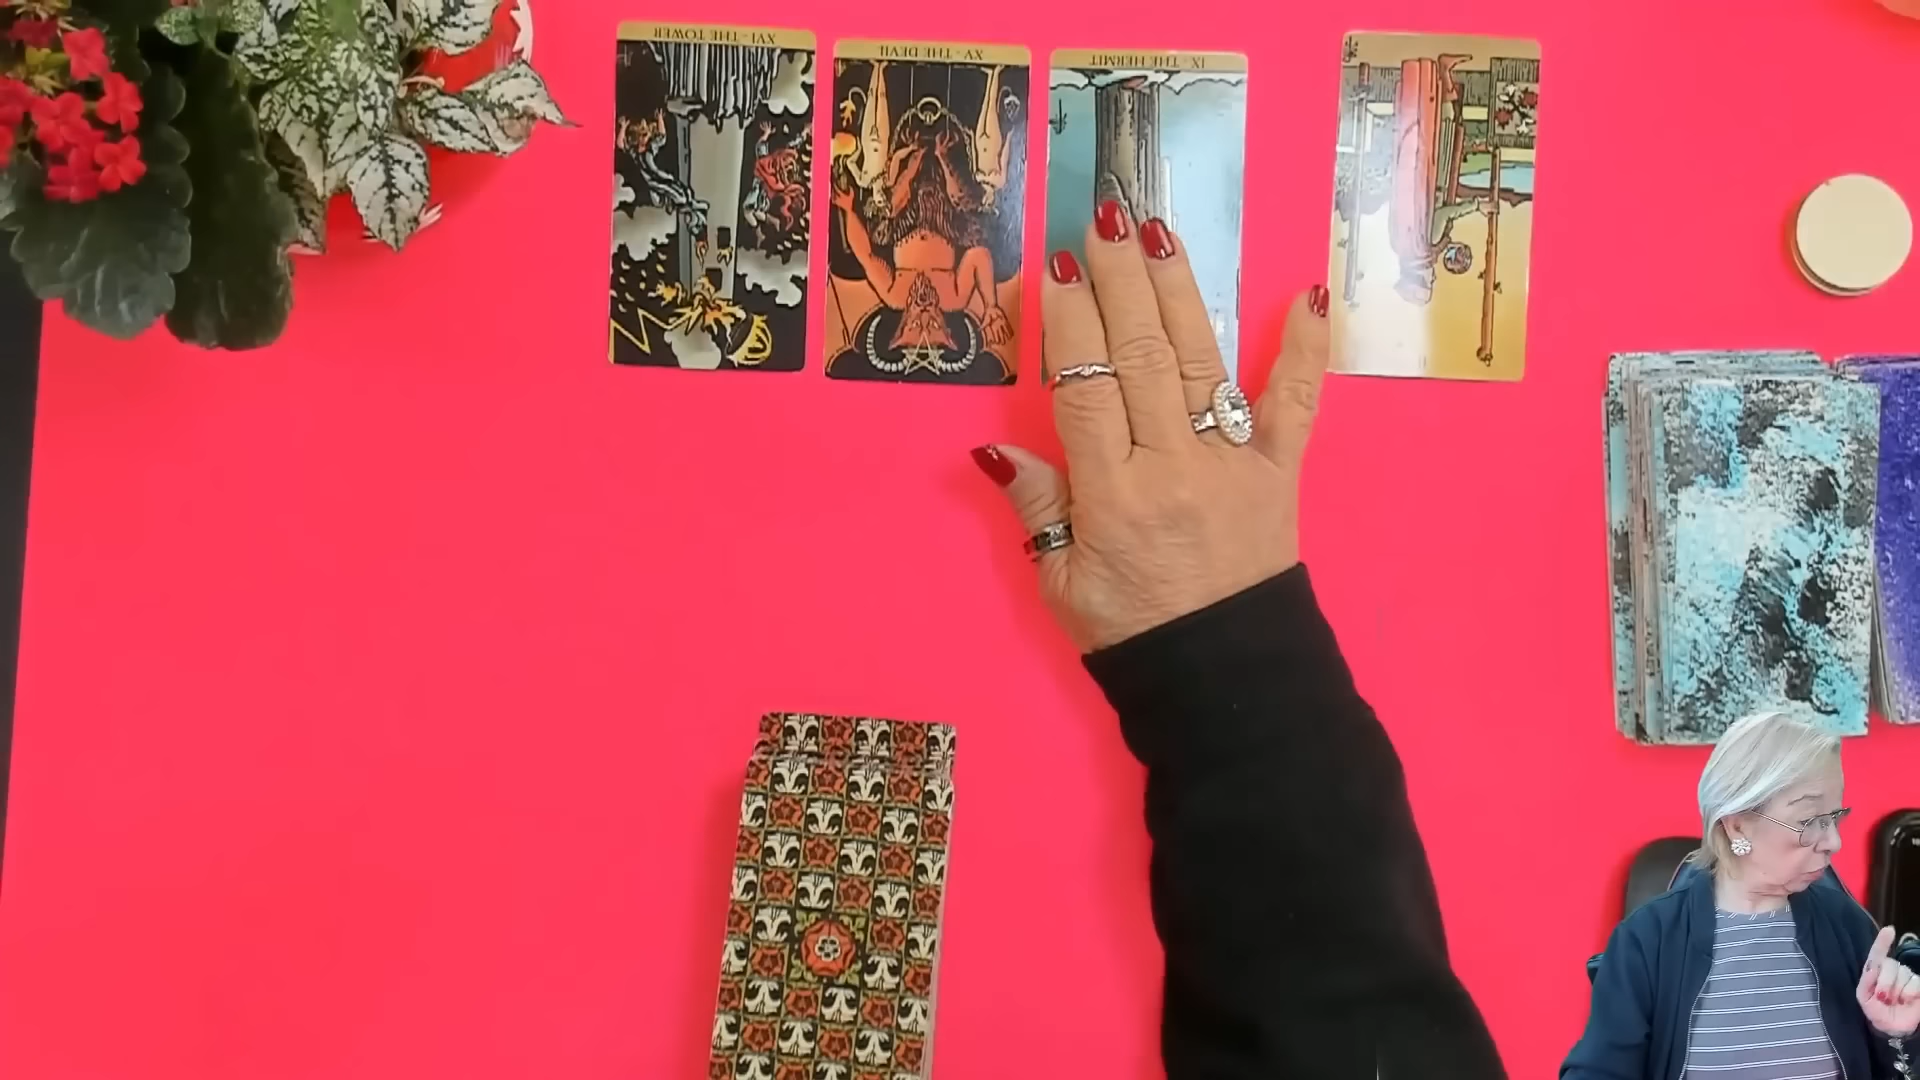 XVI - THE TOWER
XV - THE DEVIL
IX - THE HERMIT